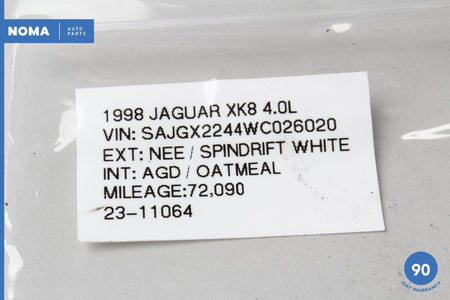 NOMA AUTO PARTS
1998 JAGUAR XK8 4.0L
VIN: SAJGX2244WC026020
EXT: NEE / SPINDRIFT WHITE
INT: AGD / OATMEAL
MILEAGE:72,090
23-11064
90
DAY WARRANTY